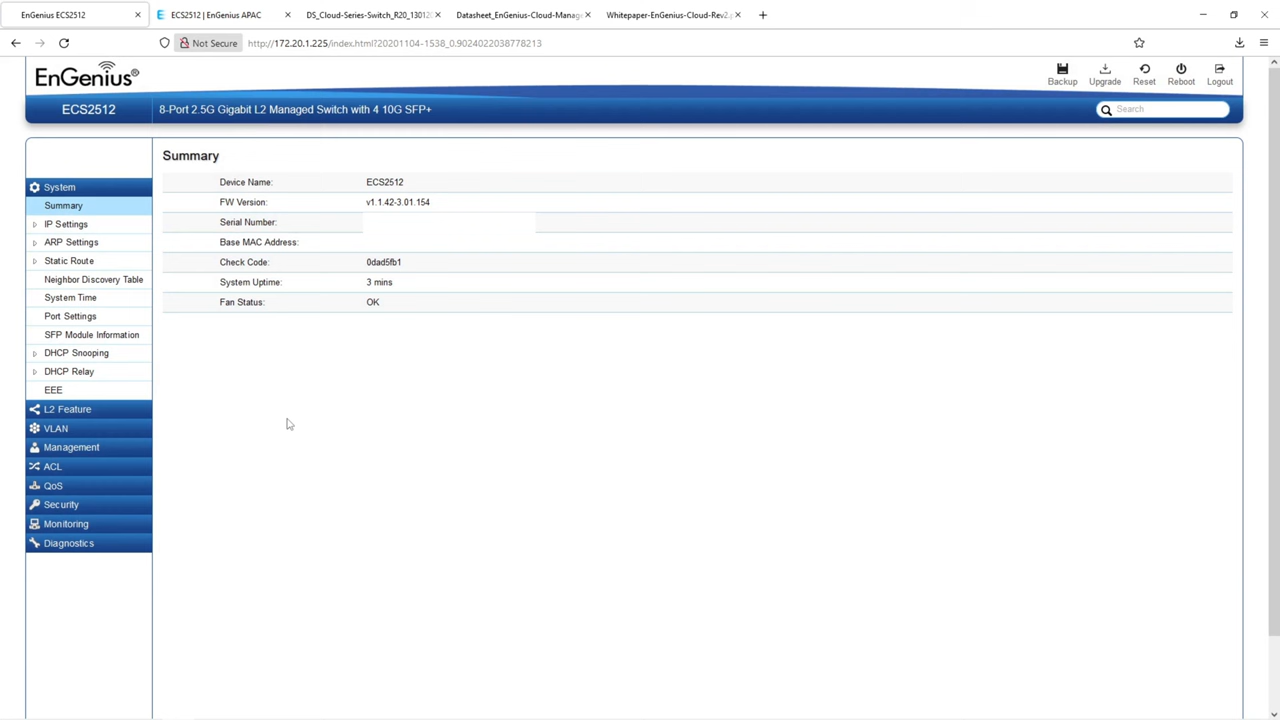 EnGenius ECS2512
ECS2512 | EnGenius APAC
DS_Cloud-Series-Switch_R20_13012
Datasheet_EnGenius-Cloud-Manag
Whitepaper-EnGenius-Cloud-Rev2.
Not Secure
http://172.20.1.225/index.html?20201104-1538_0.9024022038778213
EnGenius®
Backup
Upgrade
Reset
Reboot
Logout
ECS2512
8-Port 2.5G Gigabit L2 Managed Switch with 4 10G SFP+
Search
System
Summary
IP Settings
ARP Settings
Static Route
Neighbor Discovery Table
System Time
Port Settings
SFP Module Information
DHCP Snooping
DHCP Relay
EEE
L2 Feature
VLAN
Management
ACL
QoS
Security
Monitoring
Diagnostics
Summary
Device Name: ECS2512
FW Version: v1.1.42-3.01.154
Serial Number:
Base MAC Address:
Check Code: 0dad5fb1
System Uptime: 3 mins
Fan Status: OK